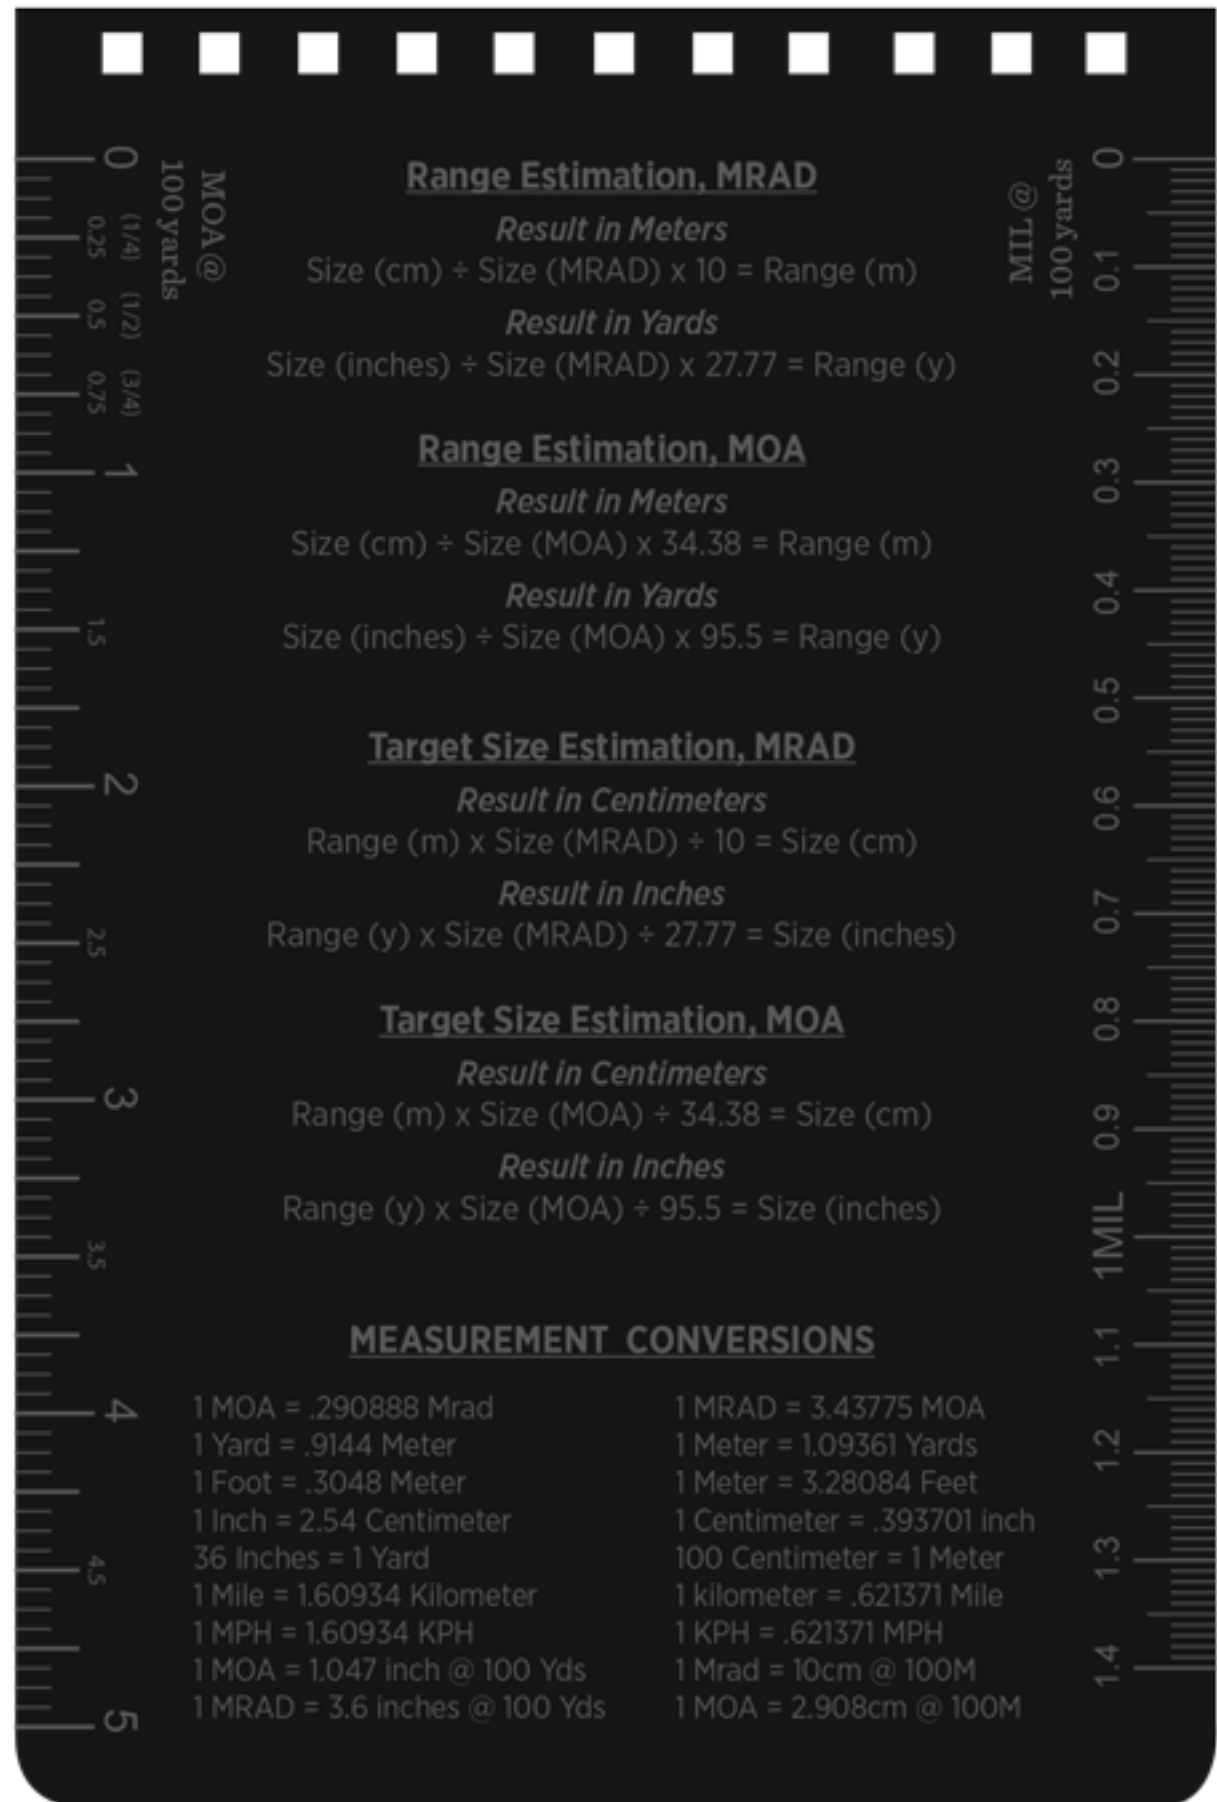 0
(1/4)
0.25
(1/2)
0.5
(3/4)
0.75
1
1.5
2
2.5
3
3.5
4
4.5
5
MOA @
100 yards
Range Estimation, MRAD
Result in Meters
Size (cm) ÷ Size (MRAD) x 10 = Range (m)
Result in Yards
Size (inches) ÷ Size (MRAD) x 27.77 = Range (y)
Range Estimation, MOA
Result in Meters
Size (cm) ÷ Size (MOA) x 34.38 = Range (m)
Result in Yards
Size (inches) ÷ Size (MOA) x 95.5 = Range (y)
Target Size Estimation, MRAD
Result in Centimeters
Range (m) x Size (MRAD) ÷ 10 = Size (cm)
Result in Inches
Range (y) x Size (MRAD) ÷ 27.77 = Size (inches)
Target Size Estimation, MOA
Result in Centimeters
Range (m) x Size (MOA) ÷ 34.38 = Size (cm)
Result in Inches
Range (y) x Size (MOA) ÷ 95.5 = Size (inches)
MEASUREMENT CONVERSIONS
1 MOA = .290888 Mrad
1 Yard = .9144 Meter
1 Foot = .3048 Meter
1 Inch = 2.54 Centimeter
36 Inches = 1 Yard
1 Mile = 1.60934 Kilometer
1 MPH = 1.60934 KPH
1 MOA = 1.047 inch @ 100 Yds
1 MRAD = 3.6 inches @ 100 Yds
1 MRAD = 3.43775 MOA
1 Meter = 1.09361 Yards
1 Meter = 3.28084 Feet
1 Centimeter = .393701 inch
100 Centimeter = 1 Meter
1 kilometer = .621371 Mile
1 KPH = .621371 MPH
1 Mrad = 10cm @ 100M
1 MOA = 2.908cm @ 100M
MIL @
100 yards
0
0.1
0.2
0.3
0.4
0.5
0.6
0.7
0.8
0.9
1MIL
1.1
1.2
1.3
1.4